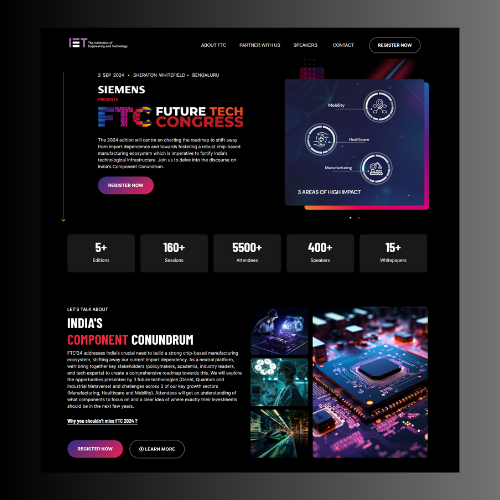 IET The Institution of
Engineering and Technology
ABOUT FTC PARTNER WITH US SPEAKERS CONTACT REGISTER NOW
2 SEP 2024 • SHERATON WHITEFIELD • BENGALURU
SIEMENS
PRESENTS
FTC FUTURE TECH
CONGRESS
The 2024 edition will centre on charting the roadmap to shift away
from import dependence and towards fostering a robust chip-based
manufacturing ecosystem which is imperative to fortify India's
technological infrastructure. Join us to delve into the discourse on
India's Component Conundrum.
REGISTER NOW
Mobility
Healthcare
Manufacturing
3 AREAS OF HIGH IMPACT
5+ 160+ 5500+ 400+ 15+
Editions Sessions Attendees Speakers Whitepapers
LET'S TALK ABOUT
INDIA'S
COMPONENT CONUNDRUM
FTC'24 addresses India's crucial need to build a strong chip-based manufacturing
ecosystem, shifting away our current import dependency. As a neutral platform,
we'll bring together key stakeholders (policymakers, academia, industry leaders,
and tech experts) to create a comprehensive roadmap towards this. We will explore
the opportunities presented by 3 future technologies (GenAI, Quantum and
Industrial Metaverse) and challenges across 3 of our key growth sectors
(Manufacturing, Healthcare and Mobility). Attendees will get an understanding of
what components to focus on and a clear idea of where exactly their investments
should be in the next few years.
Why you shouldn't miss FTC 2024 ?
REGISTER NOW LEARN MORE